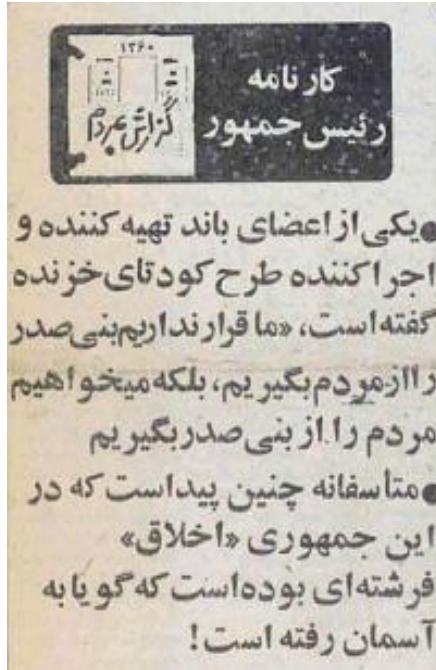 ۱۳۶۰
گزارش به مردم
کارنامه
رئیس جمهور
●یکی از اعضای باند تهیه کننده و
اجرا کننده طرح کودتای خزنده
گفته است، «ما قرار نداریم بنی صدر
را از مردم بگیریم، بلکه میخواهیم
مردم را از بنی صدر بگیریم
●متأسفانه چنین پیداست که در
این جمهوری «اخلاق»
فرشته‌ای بوده است که گویا به
آسمان رفته است!